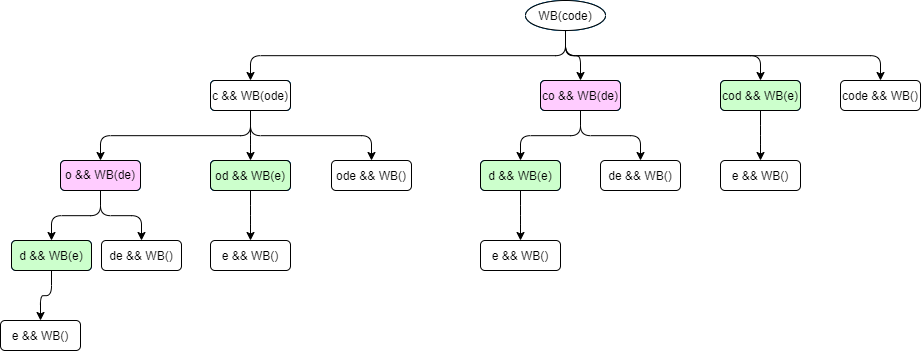 WB(code)
c && WB(ode)
co && WB(de)
cod && WB(e)
code && WB()
o && WB(de)
od && WB(e)
ode && WB()
d && WB(e)
de && WB()
e && WB()
d && WB(e)
de && WB()
e && WB()
e && WB()
e && WB()